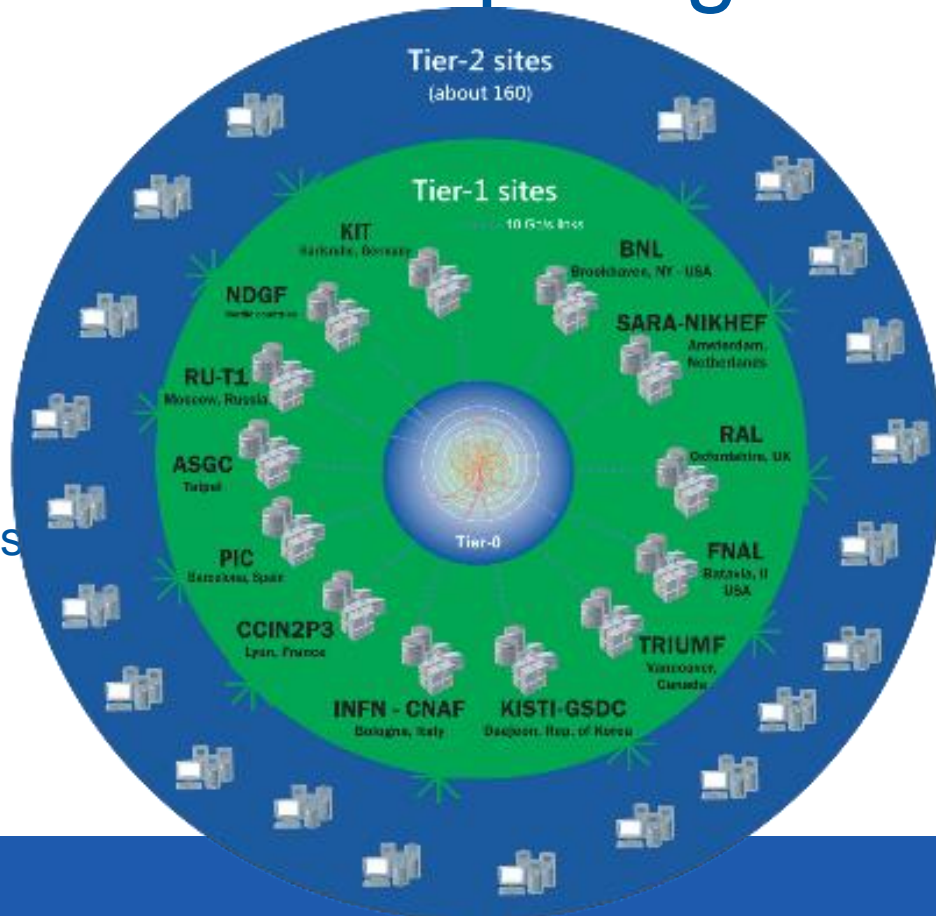 Tier-2 sites
(about 160)
Tier-1 sites
10 Gb/s links
KIT
Karlsruhe, Germany
BNL
Brookhaven, NY - USA
NDGF
Nordic countries
SARA-NIKHEF
Amsterdam,
Netherlands
RU-T1
Moscow, Russia
RAL
Oxfordshire, UK
ASGC
Taipei
s
PIC
Barcelona, Spain
Tier-0
FNAL
Batavia, Il
USA
CCIN2P3
Lyon, France
TRIUMF
Vancouver,
Canada
INFN - CNAF
Bologna, Italy
KISTI-GSDC
Daejeon, Rep. of Korea